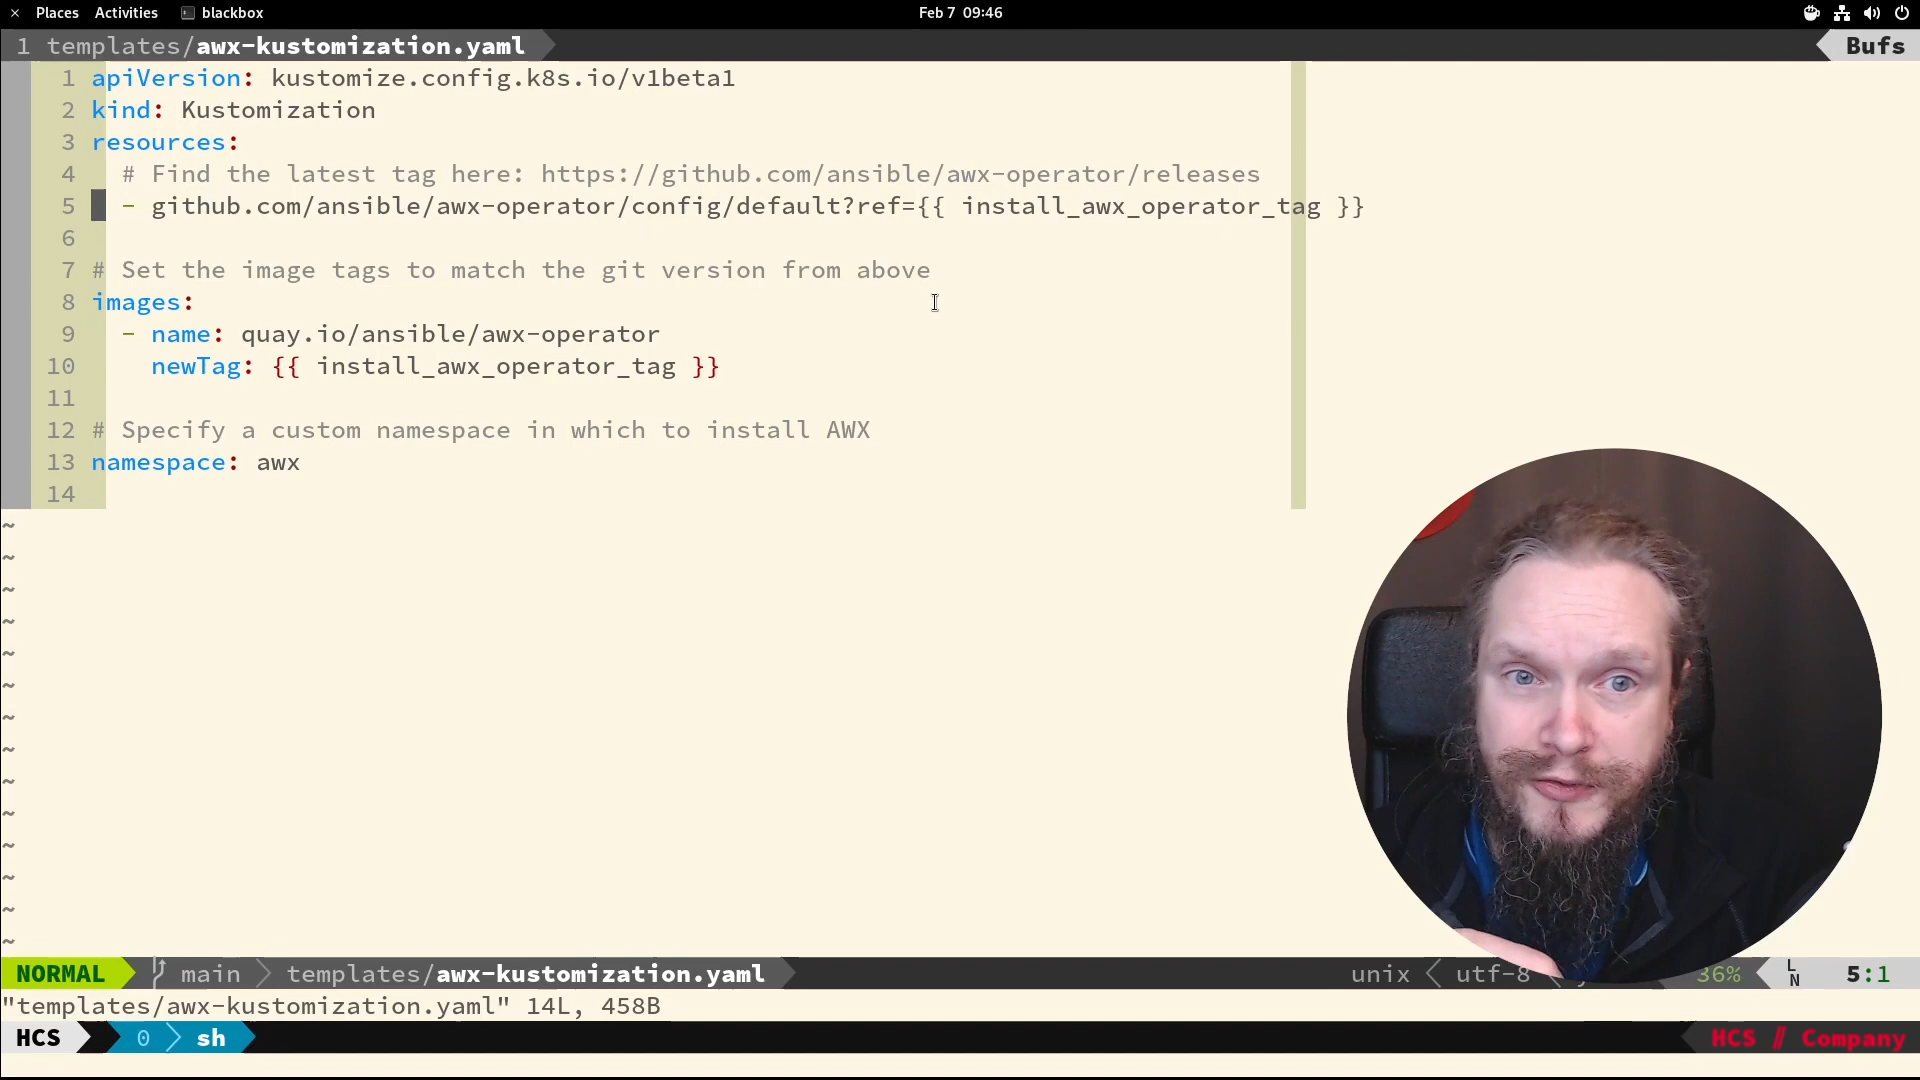 × Places Activities blackbox Feb 7 09:46
1 templates/awx-kustomization.yaml Bufs
1 apiVersion: kustomize.config.k8s.io/v1beta1
2 kind: Kustomization
3 resources:
4 # Find the latest tag here: https://github.com/ansible/awx-operator/releases
5 - github.com/ansible/awx-operator/config/default?ref={{ install_awx_operator_tag }}
6
7 # Set the image tags to match the git version from above
8 images:
9 - name: quay.io/ansible/awx-operator
10 newTag: {{ install_awx_operator_tag }}
11
12 # Specify a custom namespace in which to install AWX
13 namespace: awx
14
~
~
~
~
~
~
~
~
~
~
~
~
~
~
NORMAL main templates/awx-kustomization.yaml unix utf-8 36% LN 5:1
"templates/awx-kustomization.yaml" 14L, 458B
HCS 0 sh HCS // Company